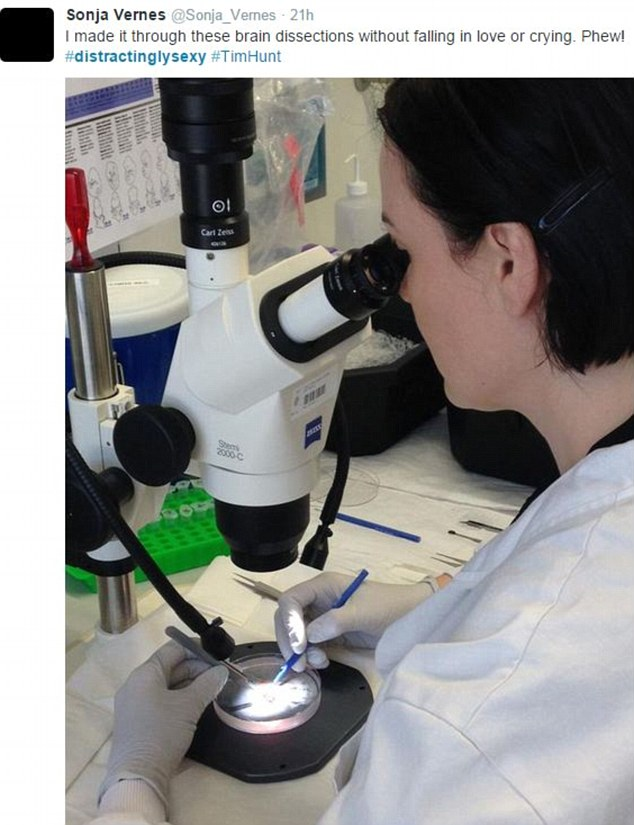 Sonja Vernes @Sonja_Vernes · 21h
I made it through these brain dissections without falling in love or crying. Phew!
#distractinglysexy #TimHunt
Carl Zeiss
ZEISS
Stemi
2000-C